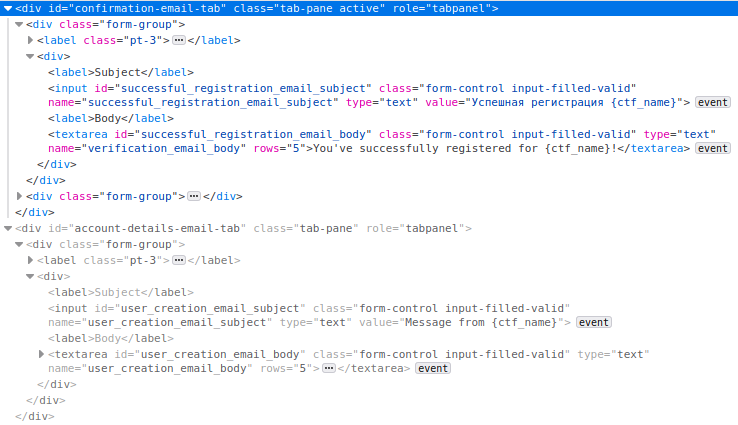 <div id="confirmation-email-tab" class="tab-pane active" role="tabpanel">
<div class="form-group">
<label class="pt-3"> ••• </label>
<div>
<label>Subject</label>
<input id="successful_registration_email_subject" class="form-control input-filled-valid"
name="successful_registration_email_subject" type="text" value="Успешная регистрация {ctf_name}"> event
<label>Body</label>
<textarea id="successful_registration_email_body" class="form-control input-filled-valid" type="text"
name="verification_email_body" rows="5">You've successfully registered for {ctf_name}!</textarea> event
</div>
</div>
<div class="form-group"> ••• </div>
</div>
<div id="account-details-email-tab" class="tab-pane" role="tabpanel">
<div class="form-group">
<label class="pt-3"> ••• </label>
<div>
<label>Subject</label>
<input id="user_creation_email_subject" class="form-control input-filled-valid"
name="user_creation_email_subject" type="text" value="Message from {ctf_name}"> event
<label>Body</label>
<textarea id="user_creation_email_body" class="form-control input-filled-valid" type="text"
name="user_creation_email_body" rows="5"> ••• </textarea> event
</div>
</div>
</div>